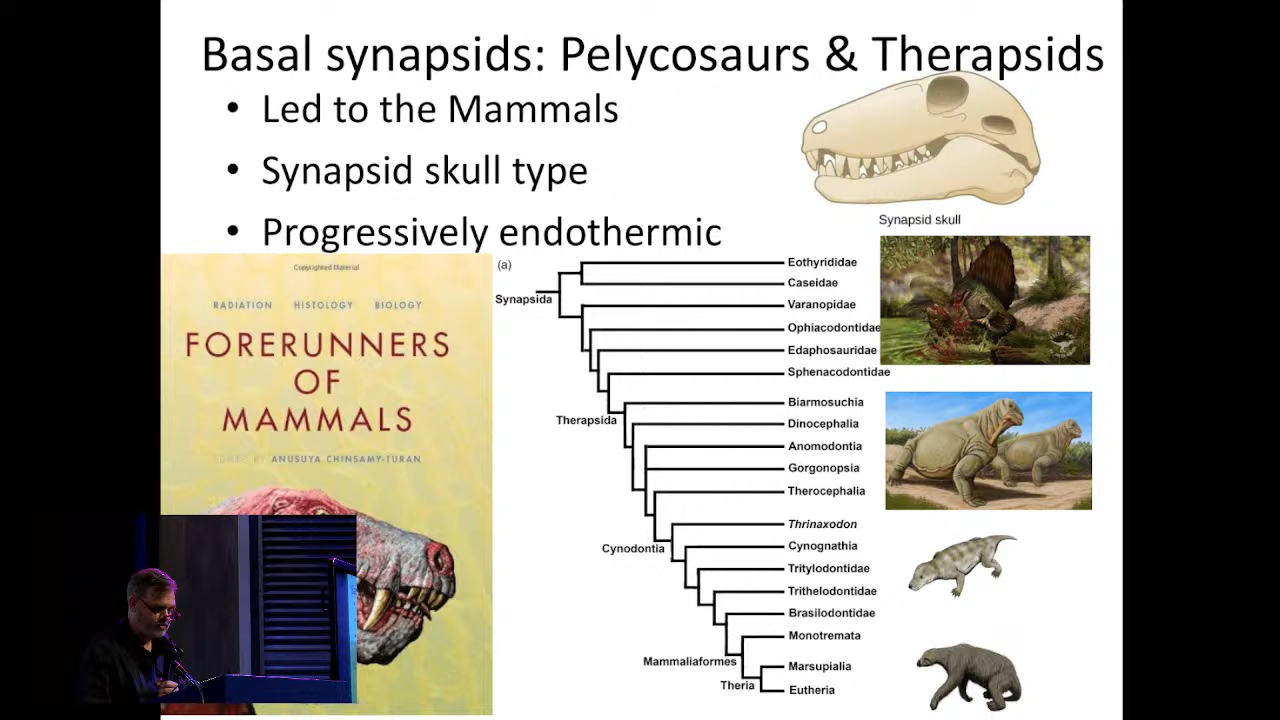 Basal synapsids: Pelycosaurs & Therapsids
• Led to the Mammals
• Synapsid skull type
• Progressively endothermic
Synapsid skull
Copyrighted Material
RADIATION HISTOLOGY BIOLOGY
FORERUNNERS
OF
MAMMALS
BY ANUSUYA CHINSAMY-TURAN
(a)
Synapsida
Eothyrididae
Caseidae
Varanopidae
Ophiacodontidae
Edaphosauridae
Sphenacodontidae
Therapsida
Biarmosuchia
Dinocephalia
Anomodontia
Gorgonopsia
Therocephalia
Thrinaxodon
Cynodontia
Cynognathia
Tritylodontidae
Trithelodontidae
Brasilodontidae
Monotremata
Mammaliaformes
Marsupialia
Theria
Eutheria